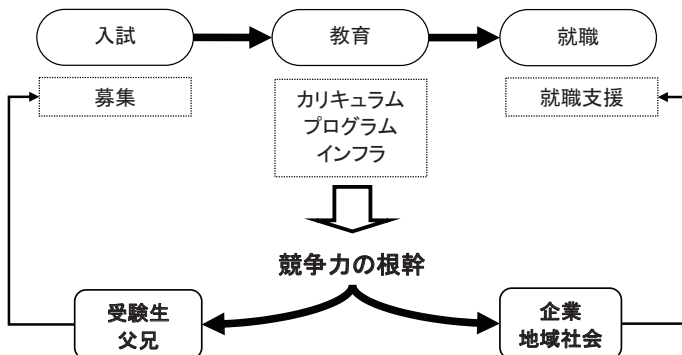 入試
教育
就職
募集
カリキュラム
プログラム
インフラ
就職支援
競争力の根幹
受験生
父兄
企業
地域社会